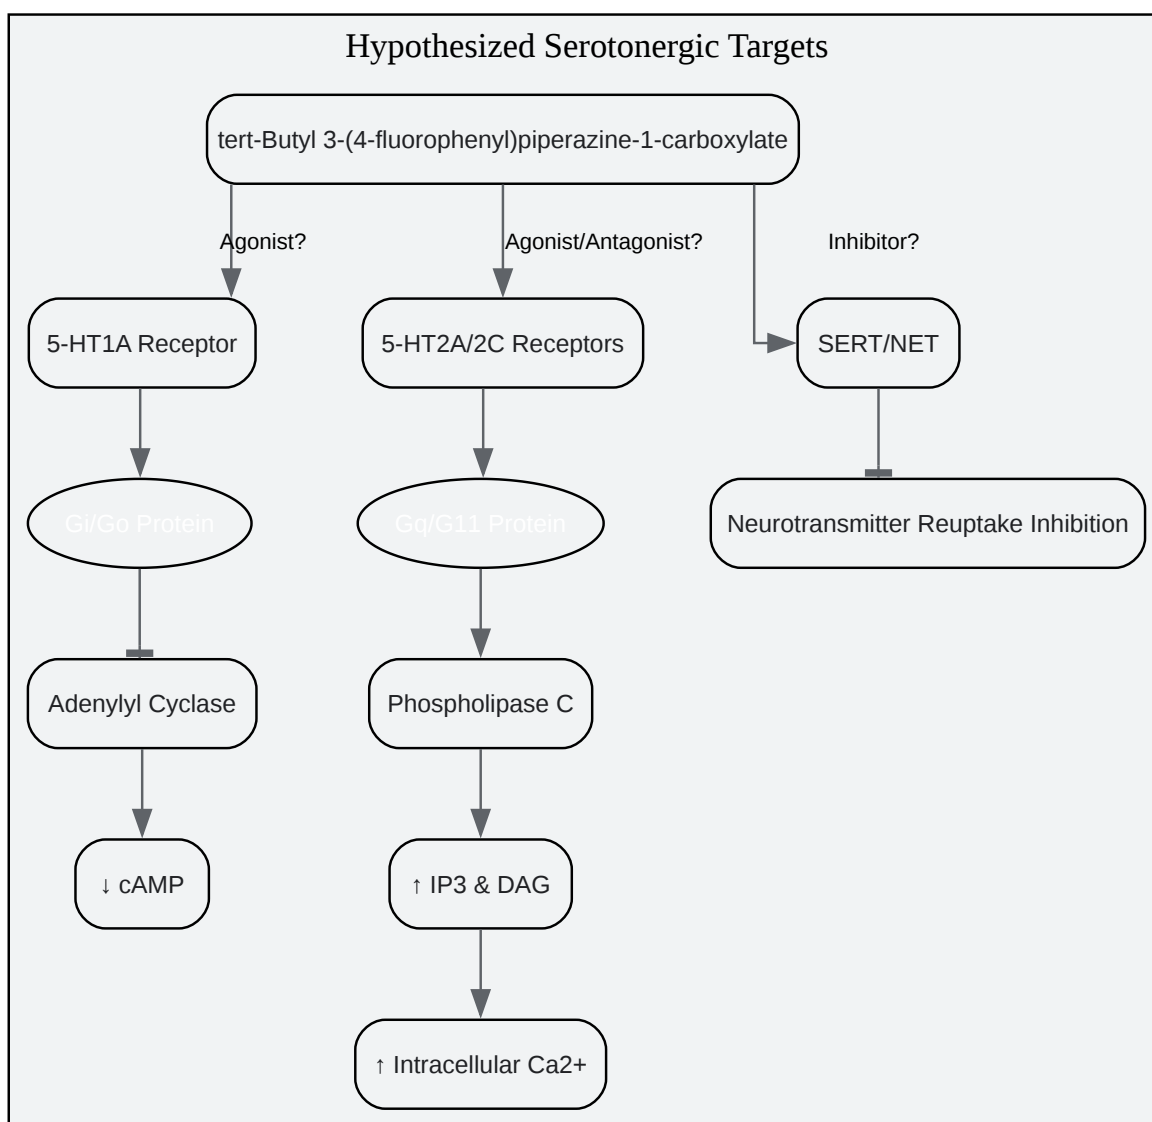 Hypothesized Serotonergic Targets
tert-Butyl 3-(4-fluorophenyl)piperazine-1-carboxylate
Agonist?
Agonist/Antagonist?
Inhibitor?
5-HT1A Receptor
5-HT2A/2C Receptors
SERT/NET
Gi/Go Protein
Gq/G11 Protein
Neurotransmitter Reuptake Inhibition
Adenylyl Cyclase
Phospholipase C
↓ cAMP
↑ IP3 & DAG
↑ Intracellular Ca2+